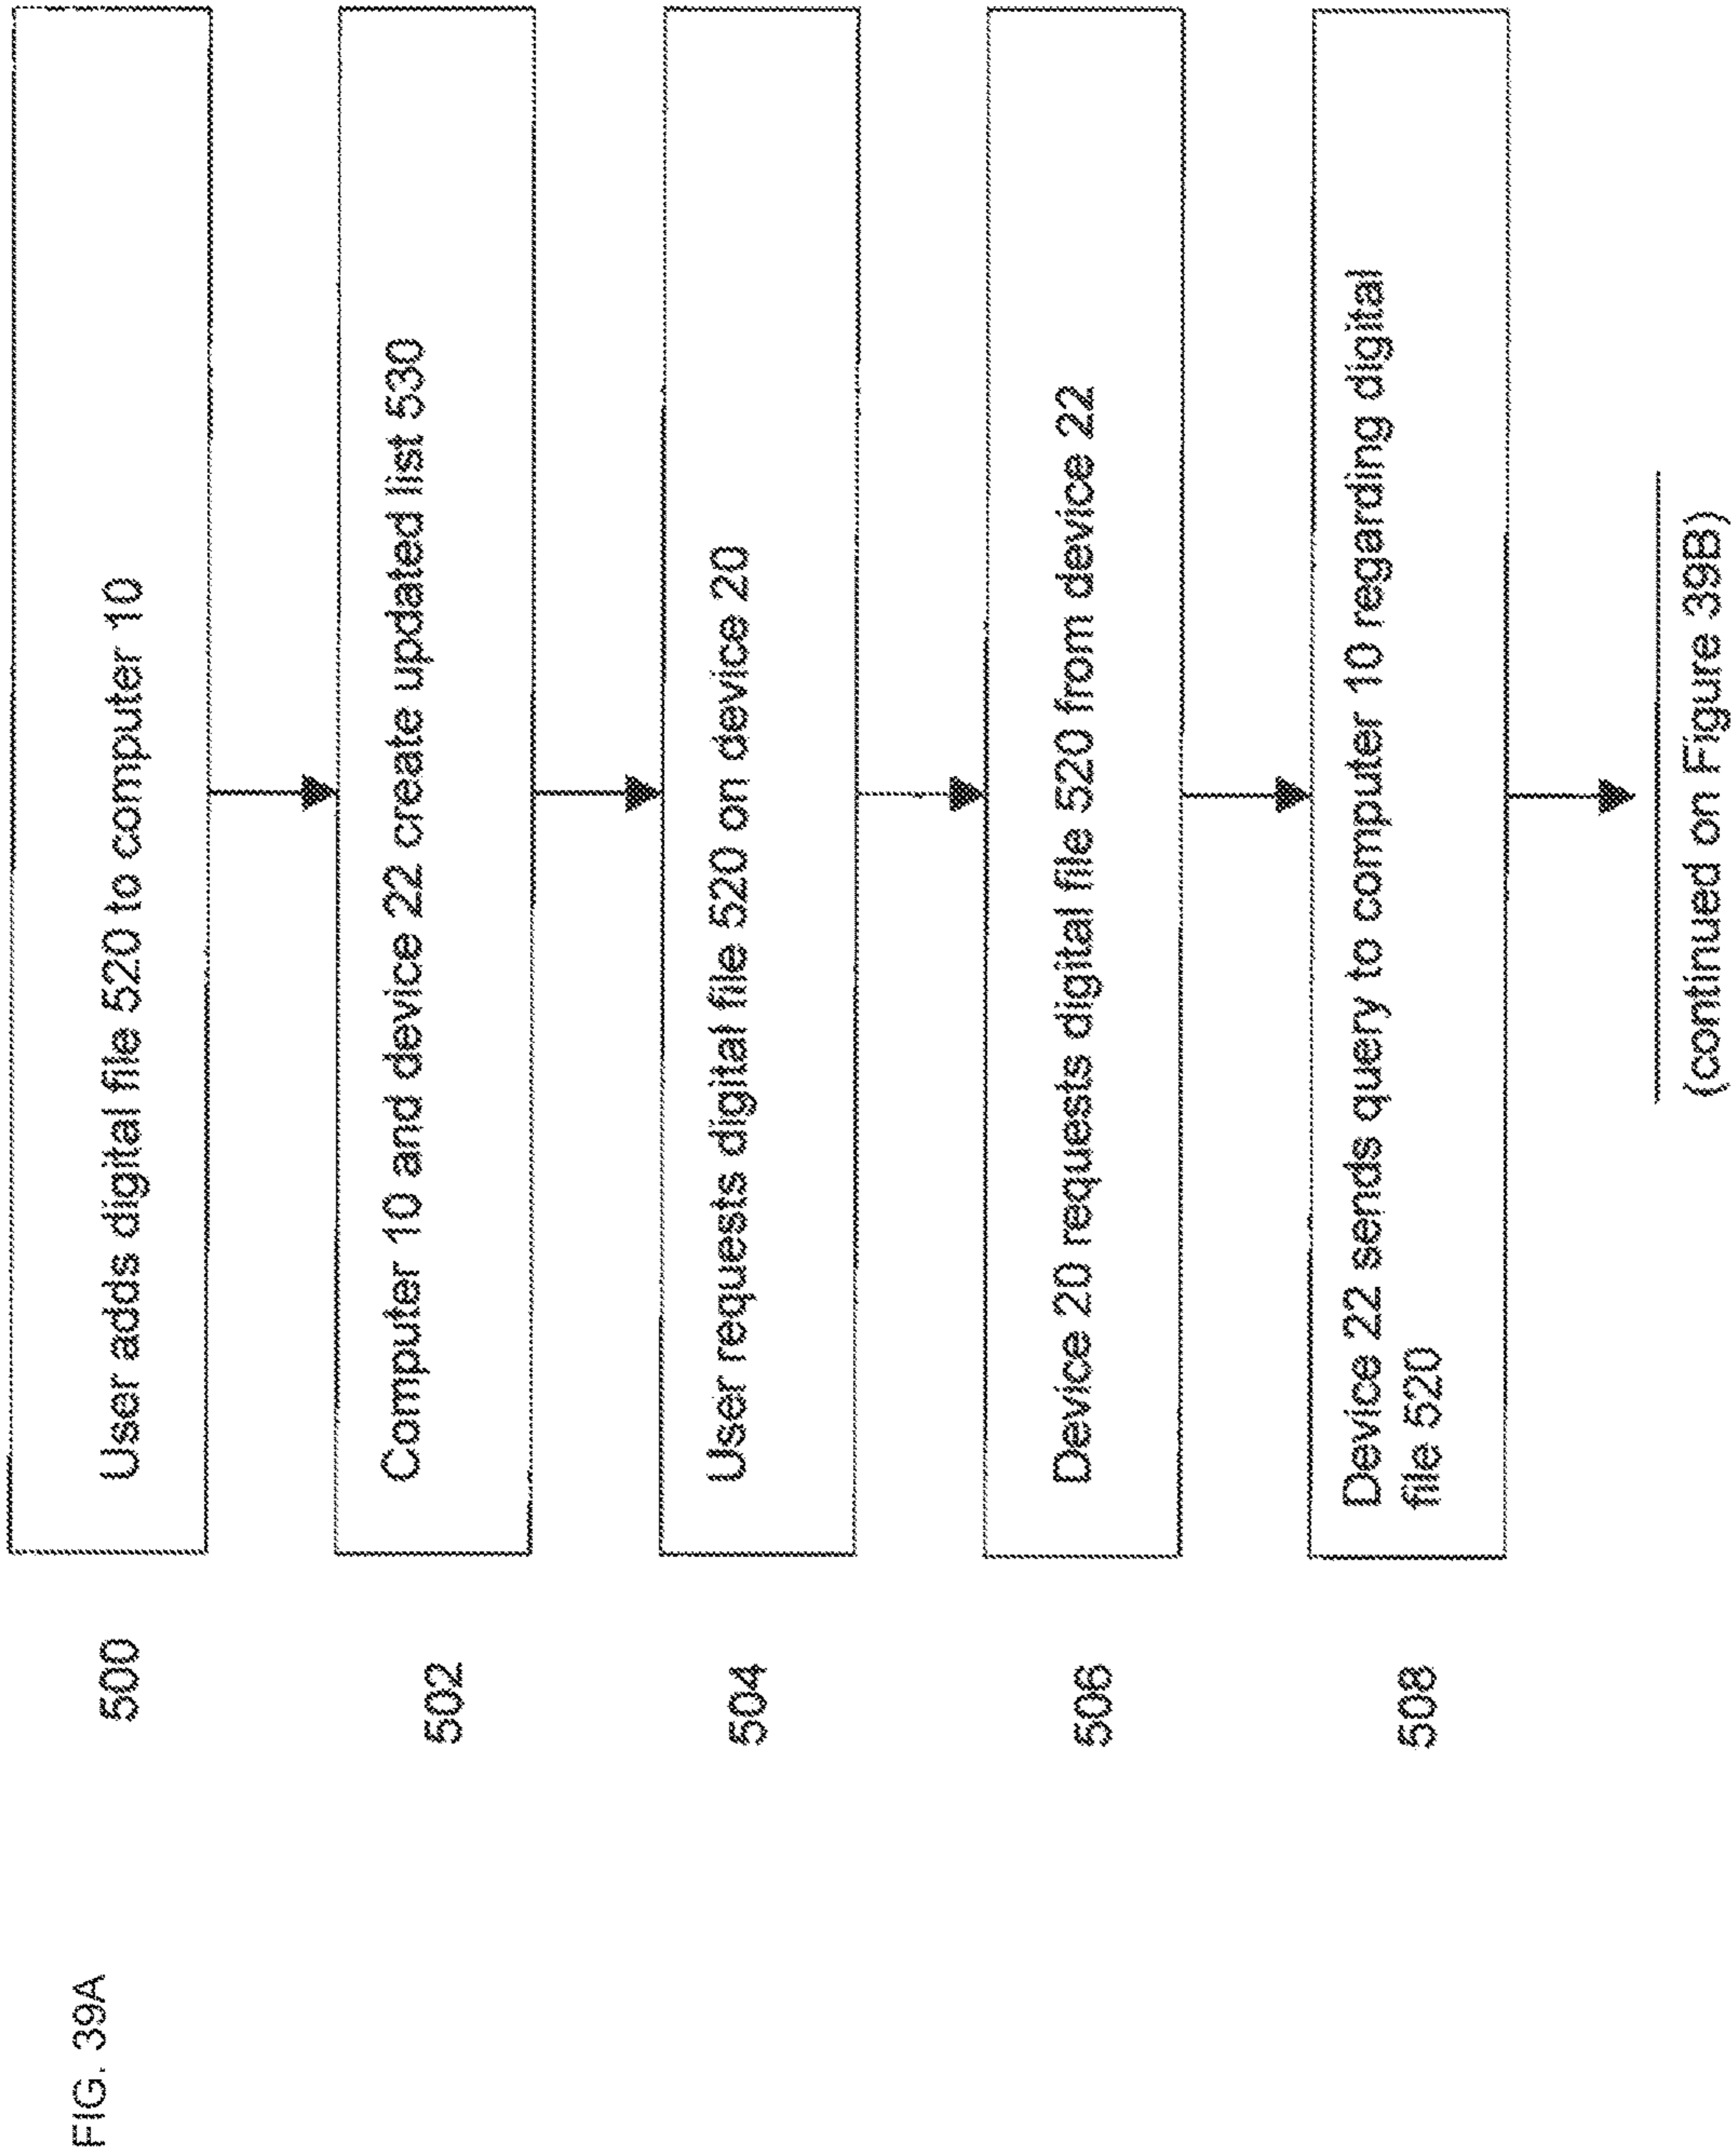 FIG. 39A
500
User adds digital file 520 to computer 10
502
Computer 10 and device 22 create updated list 530
504
User requests digital file 520 on device 20
506
Device 20 requests digital file 520 from device 22
508
Device 22 sends query to computer 10 regarding digital
file 520
(continued on Figure 39B)